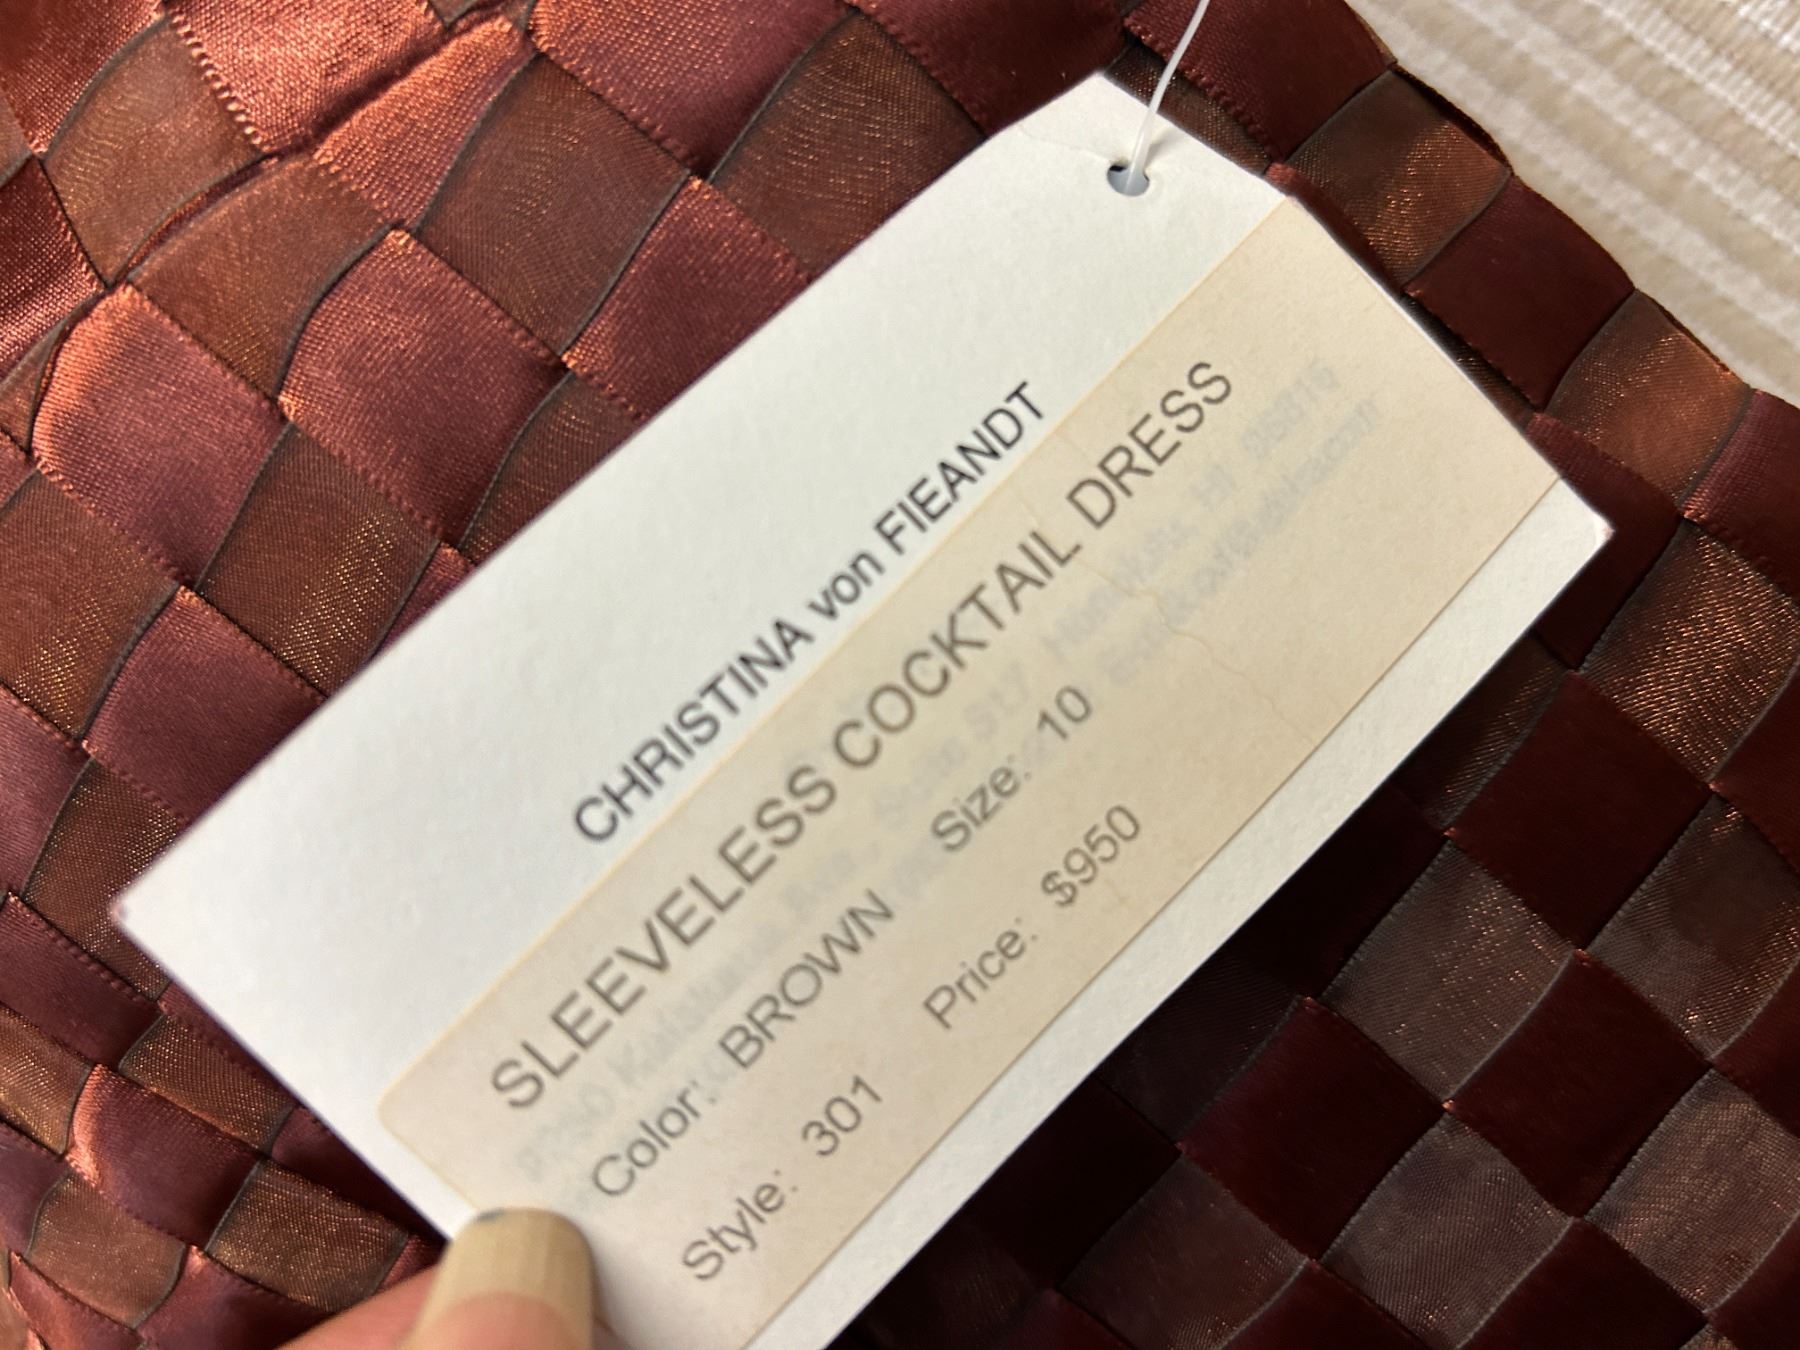 CHRISTINA von FIEANDT
SLEEVELESS COCKTAIL DRESS
Color: BROWN Size: 10
Style: 301 Price: $950